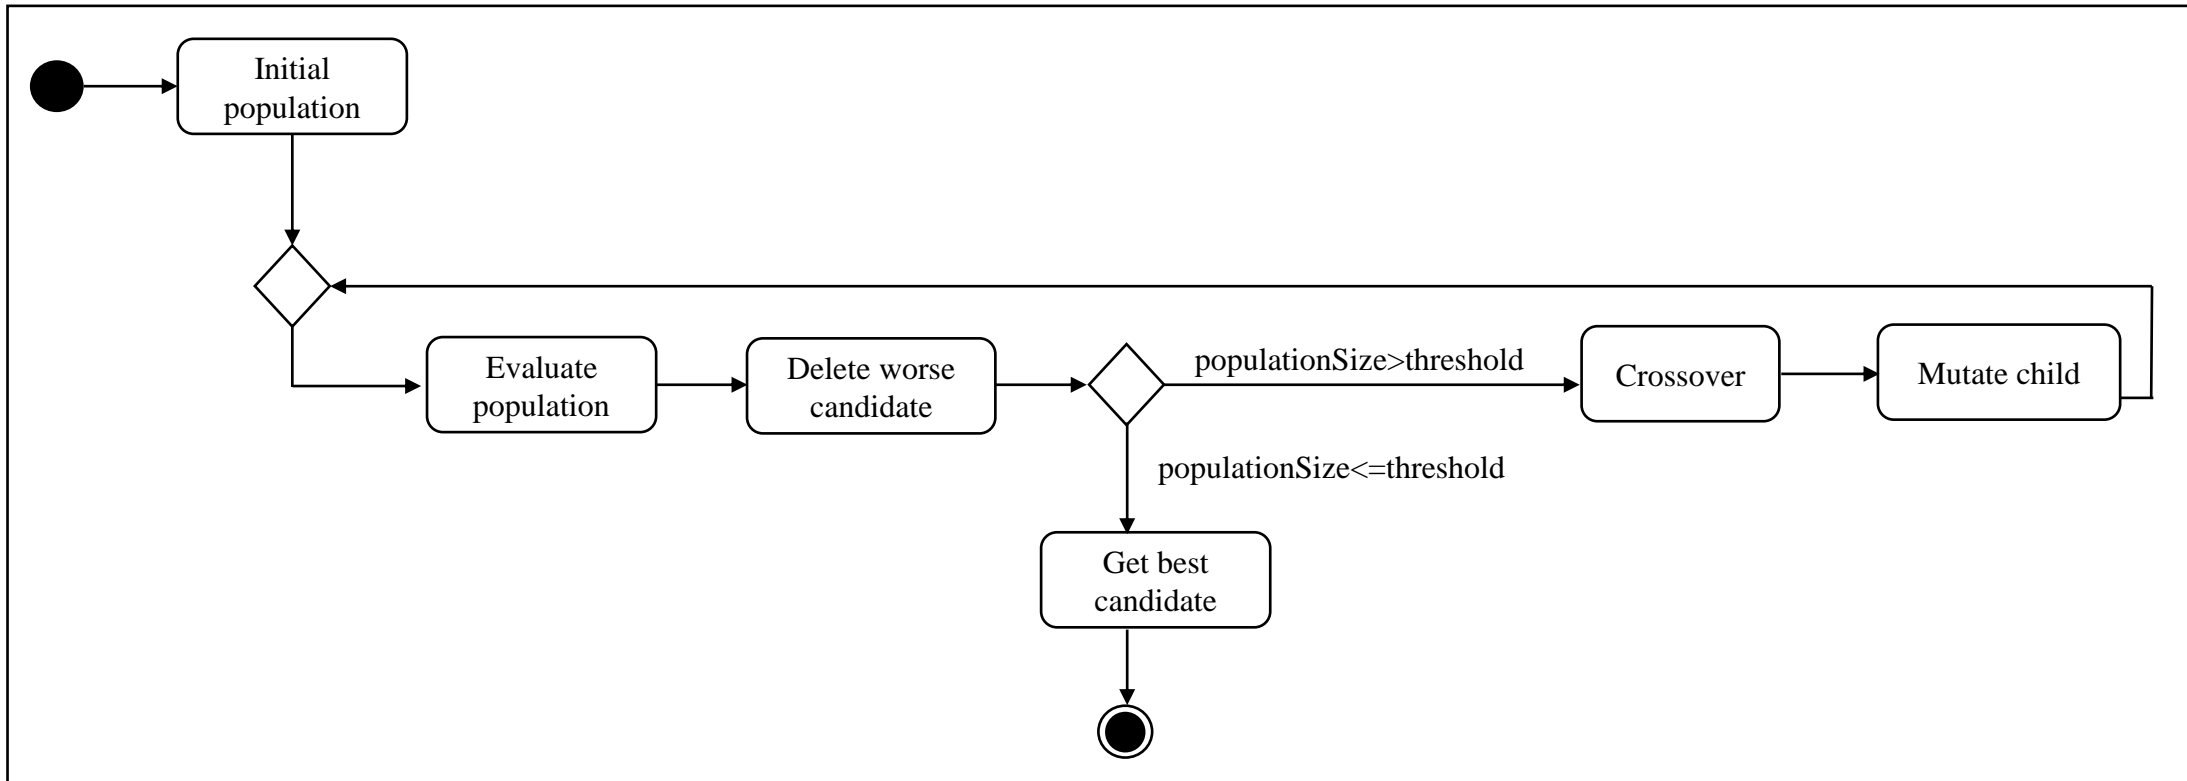 Initial
population
Evaluate
population
Delete worse
candidate
populationSize>threshold
Crossover
Mutate child
populationSize<=threshold
Get best
candidate